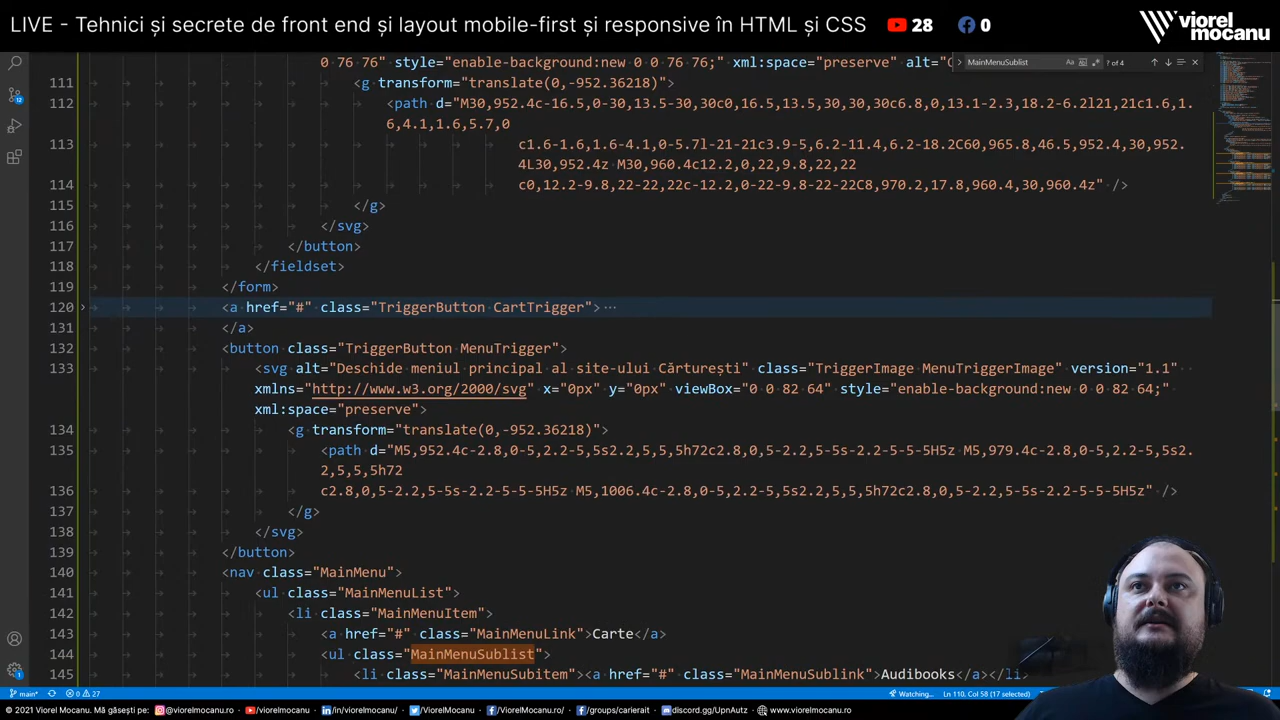 LIVE - Tehnici și secrete de front end și layout mobile-first și responsive în HTML și CSS
28
0
viorel mocanu
0 76 76" style="enable-background:new 0 0 76 76;" xml:space="preserve" alt="C
MainMenuSublist
? of 4
111 <g transform="translate(0,-952.36218)">
112 <path d="M30,952.4c-16.5,0-30,13.5-30,30c0,16.5,13.5,30,30,30c6.8,0,13.1-2.3,18.2-6.2l21,21c1.6,1.
6,4.1,1.6,5.7,0
113 c1.6-1.6,1.6-4.1,0-5.7l-21-21c3.9-5,6.2-11.4,6.2-18.2C60,965.8,46.5,952.4,30,952.
4L30,952.4z M30,960.4c12.2,0,22,9.8,22,22
114 c0,12.2-9.8,22-22,22c-12.2,0-22-9.8-22-22C8,970.2,17.8,960.4,30,960.4z" />
115 </g>
116 </svg>
117 </button>
118 </fieldset>
119 </form>
120 <a href="#" class="TriggerButton CartTrigger">
131 </a>
132 <button class="TriggerButton MenuTrigger">
133 <svg alt="Deschide meniul principal al site-ului Cărturești" class="TriggerImage MenuTriggerImage" version="1.1"
xmlns="http://www.w3.org/2000/svg" x="0px" y="0px" viewBox="0 0 82 64" style="enable-background:new 0 0 82 64;"
xml:space="preserve">
134 <g transform="translate(0,-952.36218)">
135 <path d="M5,952.4c-2.8,0-5,2.2-5,5s2.2,5,5,5h72c2.8,0,5-2.2,5-5s-2.2-5-5-5H5z M5,979.4c-2.8,0-5,2.2-5,5s2.
2,5,5,5h72
136 c2.8,0,5-2.2,5-5s-2.2-5-5-5H5z M5,1006.4c-2.8,0-5,2.2-5,5s2.2,5,5,5h72c2.8,0,5-2.2,5-5s-2.2-5-5-5H5z" />
137 </g>
138 </svg>
139 </button>
140 <nav class="MainMenu">
141 <ul class="MainMenuList">
142 <li class="MainMenuItem">
143 <a href="#" class="MainMenuLink">Carte</a>
144 <ul class="MainMenuSublist">
145 <li class="MainMenuSubitem"><a href="#" class="MainMenuSublink">Audibooks</a></li>
main* 0 27 Watching... Ln 110, Col 58 (17 selected)
© 2021 Viorel Mocanu. Mă găsești pe: @viorelmocanu /viorelmocanu /in/viorelmocanu/ /ViorelMocanu /ViorelMocanu.ro/ /groups/carierait /discord.gg/UpnAutz www.viorelmocanu.ro